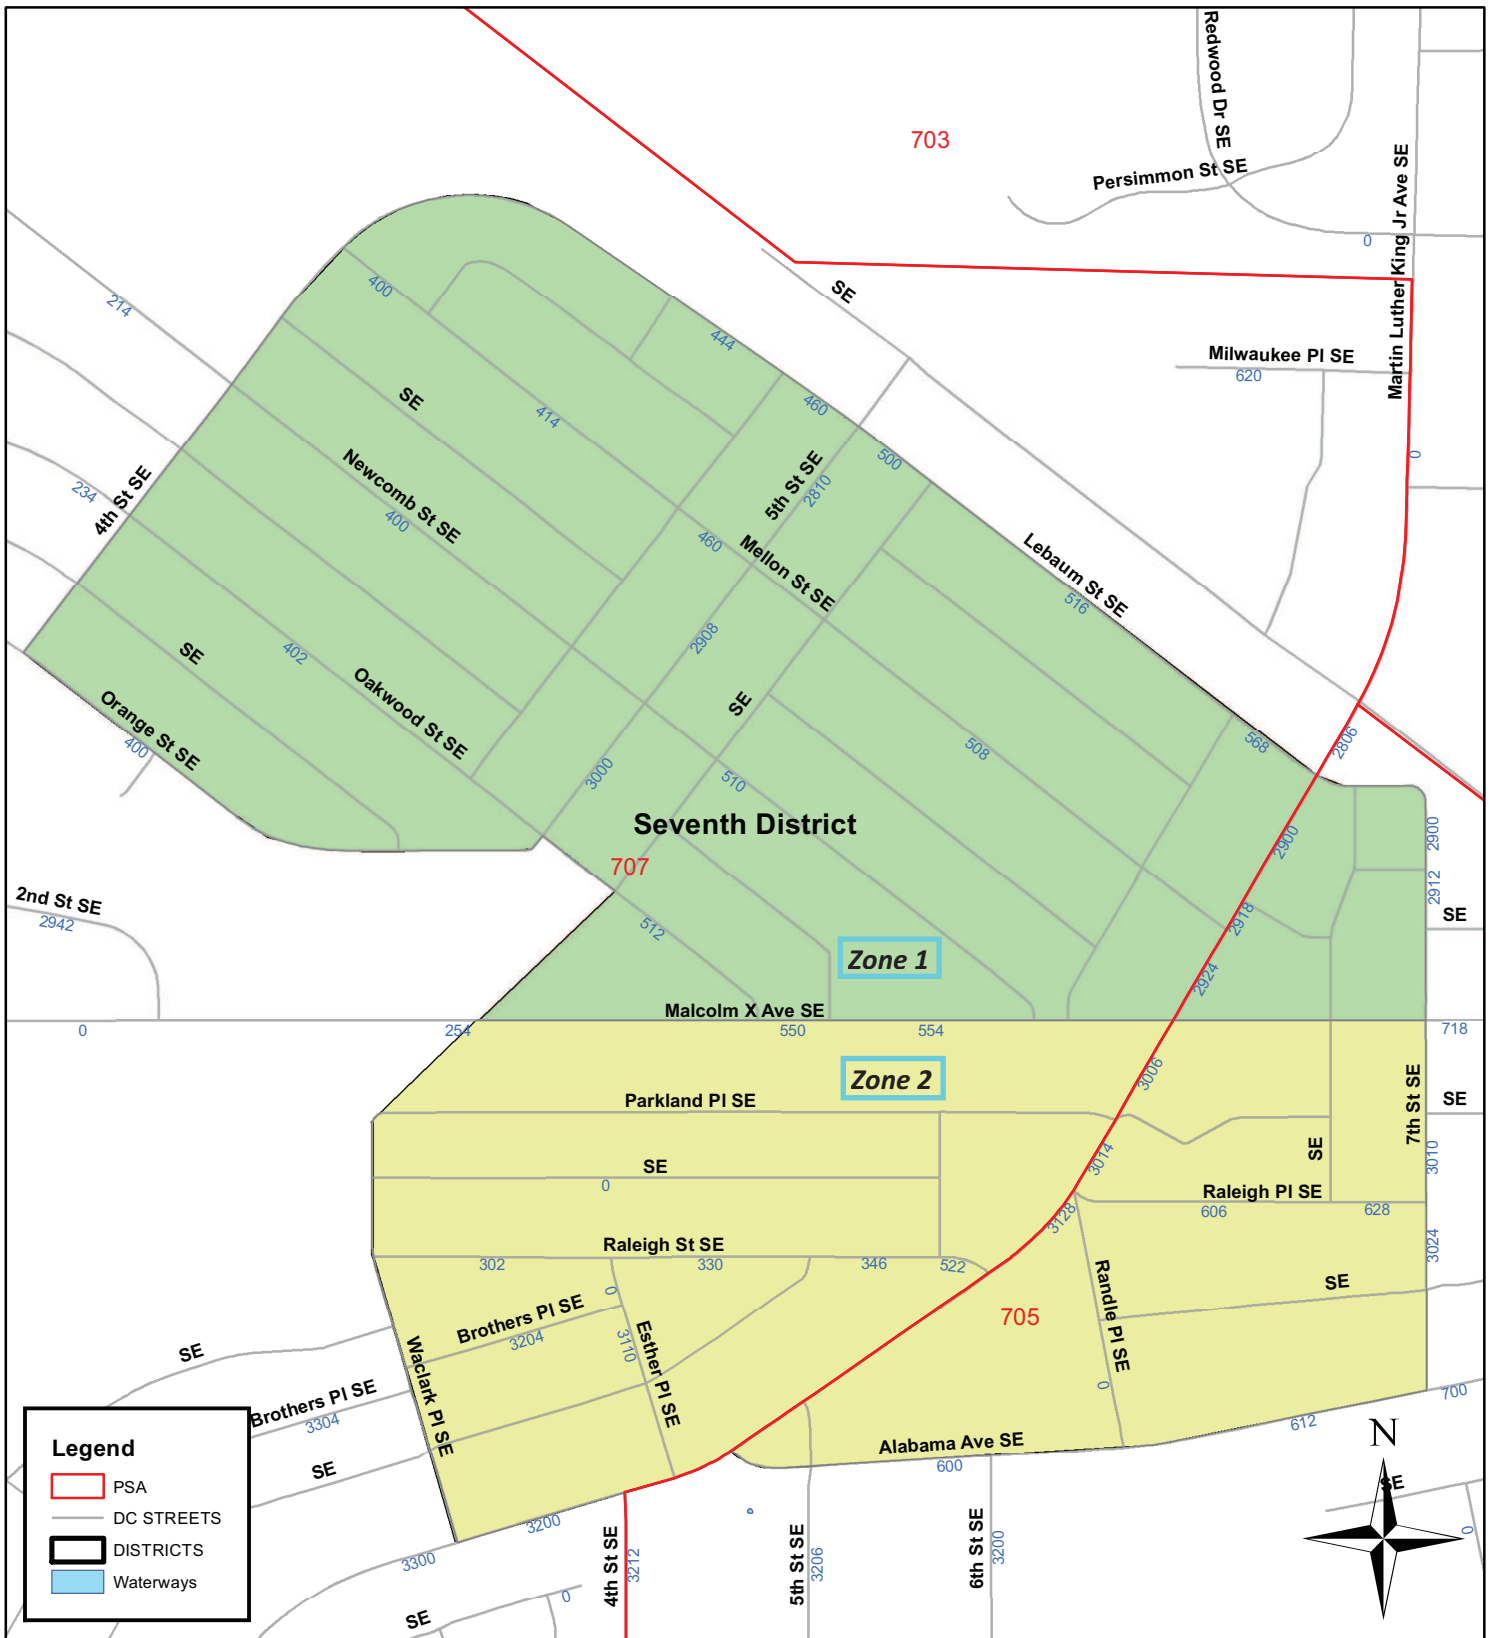 Redwood Dr SE
703
Persimmon St SE
Martin Luther King Jr Ave SE
0
400
SE
214
444
Milwaukee Pl SE
620
SE
460
414
0
Newcomb St SE
400
500
5th St SE
2810
234
4th St SE
460
Mellon St SE
Lebaum St SE
516
2908
SE
402
Oakwood St SE
SE
Orange St SE
400
508
568
2806
3000
510
Seventh District
2900
2900
707
2912
2nd St SE
2942
512
2918
SE
Zone 1
2924
Malcolm X Ave SE
0
254
550
554
718
Zone 2
3006
Parkland Pl SE
SE
7th St SE
SE
3014
3010
SE
0
Raleigh Pl SE
606
628
3128
Raleigh St SE
302
330
346
522
3024
0
Randle Pl SE
SE
Brothers Pl SE
3204
3110
Esther Pl SE
705
SE
Waclark Pl SE
Brothers Pl SE
3304
0
700
612
Alabama Ave SE
600
SE
N
SE
Legend
PSA
DC STREETS
DISTRICTS
Waterways
3200
3300
4th St SE
3212
5th St SE
3206
6th St SE
3200
0
0
SE